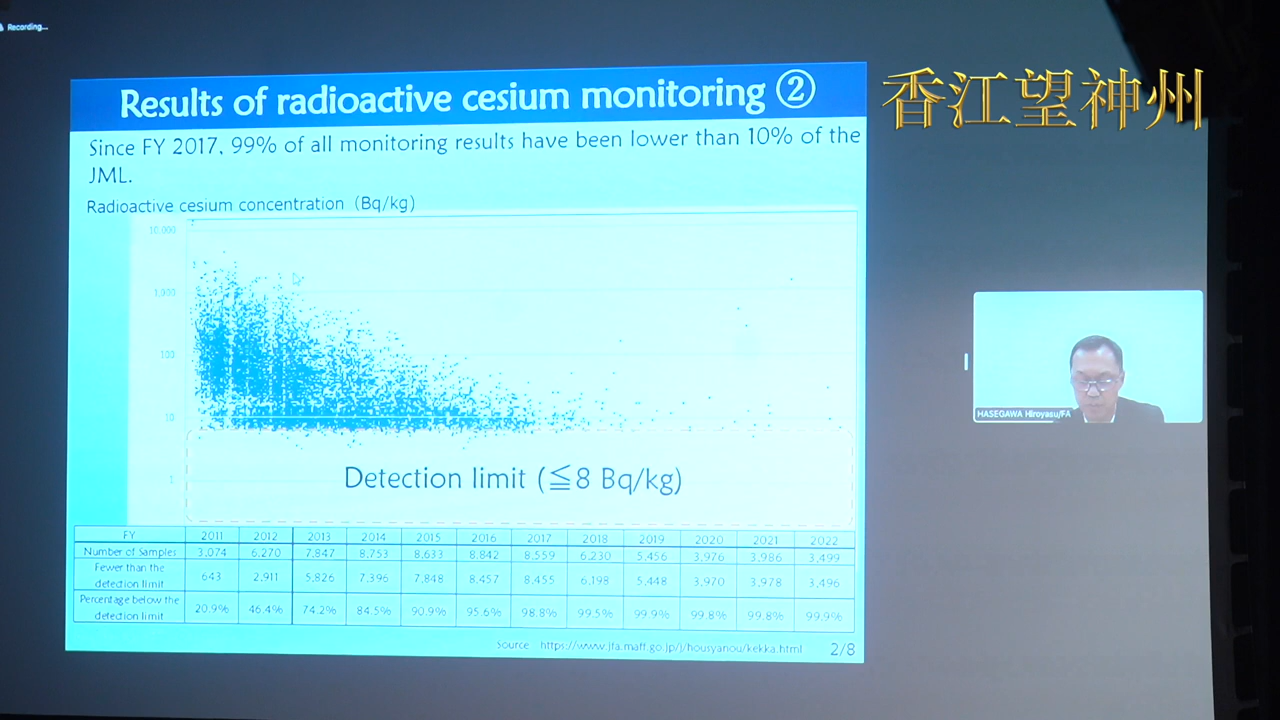 Recording...
Results of radioactive cesium monitoring ②
香江望神州
Since FY 2017, 99% of all monitoring results have been lower than 10% of the
JML.
Radioactive cesium concentration (Bq/kg)
10,000
1,000
100
10
1
Detection limit (≦8 Bq/kg)
HASEGAWA Hiroyasu/FA
FY 2011 2012 2013 2014 2015 2016 2017 2018 2019 2020 2021 2022
Number of Samples 3,074 6,270 7,847 8,753 8,633 8,842 8,559 6,230 5,456 3,976 3,986 3,499
Fewer than the
detection limit 643 2,911 5,826 7,396 7,848 8,457 8,455 6,198 5,448 3,970 3,978 3,496
Percentage below the
detection limit 20.9% 46.4% 74.2% 84.5% 90.9% 95.6% 98.8% 99.5% 99.9% 99.8% 99.8% 99.9%
Source : https://www.jfa.maff.go.jp/j/housyanou/kekka.html 2/8